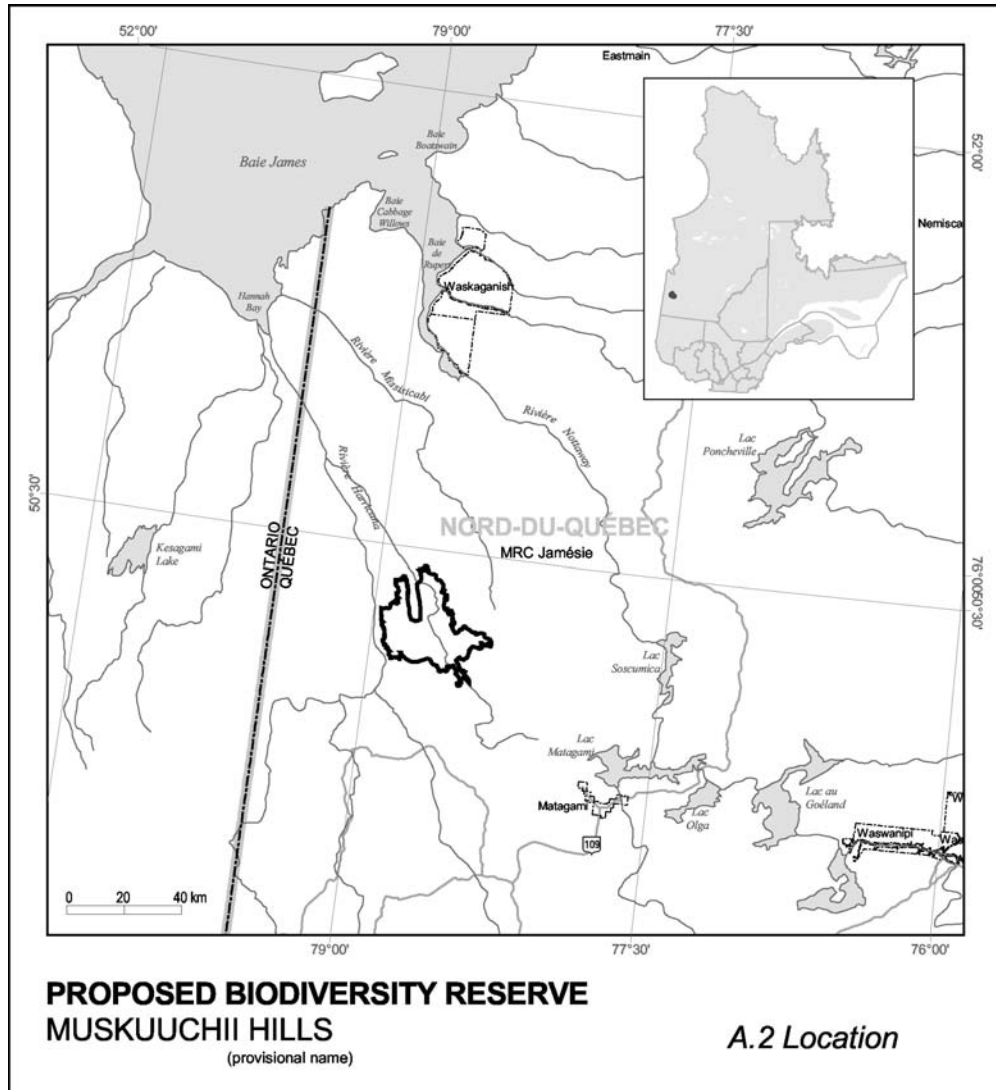 52°00'
79°00'
77°30'
Eastmain
Baie
Boatswain
Baie James
52°00'
Baie
Cabbage
Willows
Nemisca
Baie
de
Rupert
Waskaganish
Hannah
Bay
Rivière Missisicabi
Rivière Nottaway
Lac
Poncheville
Rivière Harricana
50°30'
NORD-DU-QUÉBEC
MRC Jamésie
Kesagami
Lake
ONTARIO
QUÉBEC
76°00
50°30'
Lac
Soscumica
Lac
Matagami
Lac au
Goéland
Matagami
Lac
Olga
Waswanipi
109
0 20 40 km
79°00'
77°30'
76°00'
PROPOSED BIODIVERSITY RESERVE
MUSKUUCHII HILLS
(provisional name)
A.2 Location